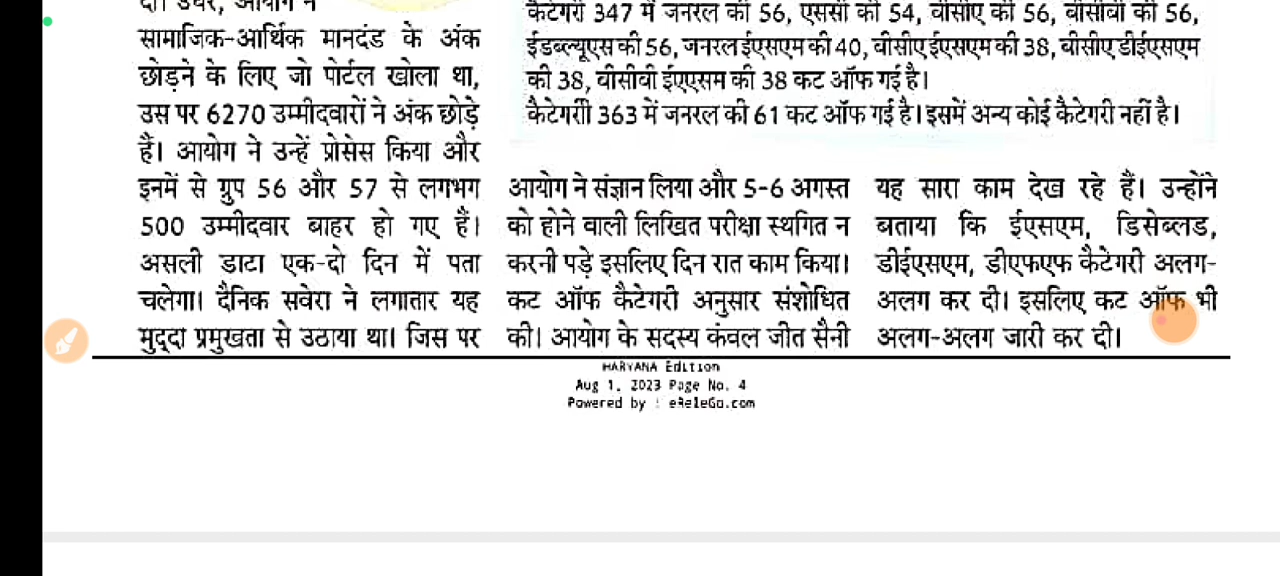 सामाजिक-आर्थिक मानदंड के अंक
छोड़ने के लिए जो पोर्टल खोला था,
उस पर 6270 उम्मीदवारों ने अंक छोड़े
हैं। आयोग ने उन्हें प्रोसेस किया और
इनमें से ग्रुप 56 और 57 से लगभग
500 उम्मीदवार बाहर हो गए हैं।
असली डाटा एक-दो दिन में पता
चलेगा। दैनिक सवेरा ने लगातार यह
मुद्दा प्रमुखता से उठाया था। जिस पर
कैटेगरी 347 में जनरल की 56, एससी की 54, बीसीए की 56, बीसीबी की 56,
ईडब्ल्यूएस की 56, जनरल ईएसएम की 40, बीसीए ईएसएम की 38, बीसीए डीईएसएम
की 38, बीसीबी ईएएसम की 38 कट ऑफ गई है।
कैटेगरीी 363 में जनरल की 61 कट ऑफ गई है। इसमें अन्य कोई कैटेगरी नहीं है।
आयोग ने संज्ञान लिया और 5-6 अगस्त
को होने वाली लिखित परीक्षा स्थगित न
करनी पड़े इसलिए दिन रात काम किया।
कट ऑफ कैटेगरी अनुसार संशोधित
की। आयोग के सदस्य कंवल जीत सैनी
यह सारा काम देख रहे हैं। उन्होंने
बताया कि ईएसएम, डिसेब्लड,
डीईएसएम, डीएफएफ कैटेगरी अलग-
अलग कर दी। इसलिए कट ऑफ भी
अलग-अलग जारी कर दी।
HARYANA Edition
Aug 1, 2023 Page No. 4
Powered by : eReleGo.com